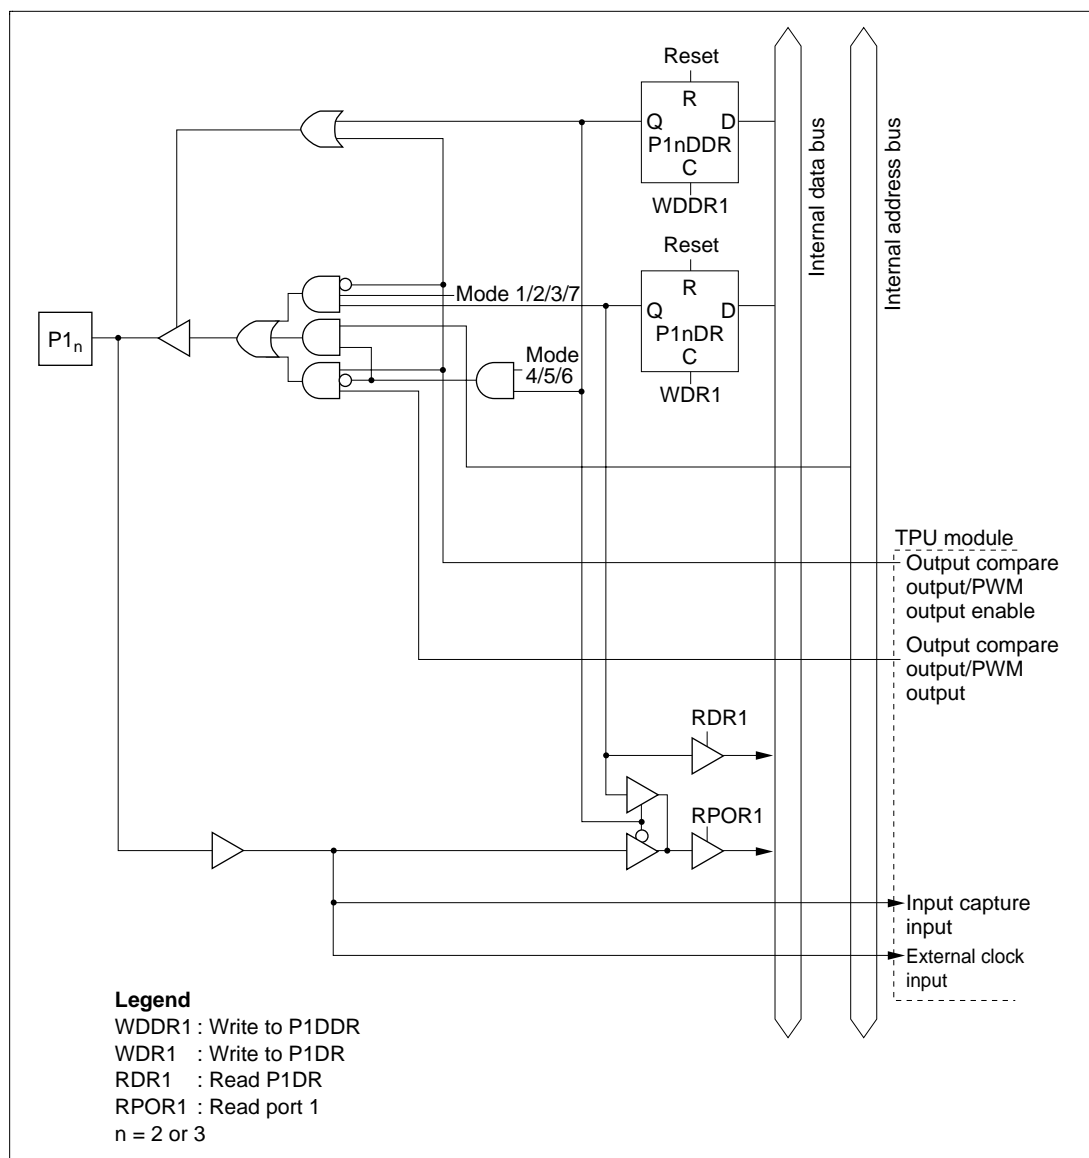 Reset
R
Q D
P1nDDR
C
WDDR1
Internal data bus
Internal address bus
Reset
R
Q D
P1nDR
C
WDR1
Mode 1/2/3/7
P1n
Mode
4/5/6
TPU module
Output compare
output/PWM
output enable
Output compare
output/PWM
output
RDR1
RPOR1
Input capture
input
External clock
input
Legend
WDDR1 : Write to P1DDR
WDR1 : Write to P1DR
RDR1 : Read P1DR
RPOR1 : Read port 1
n = 2 or 3